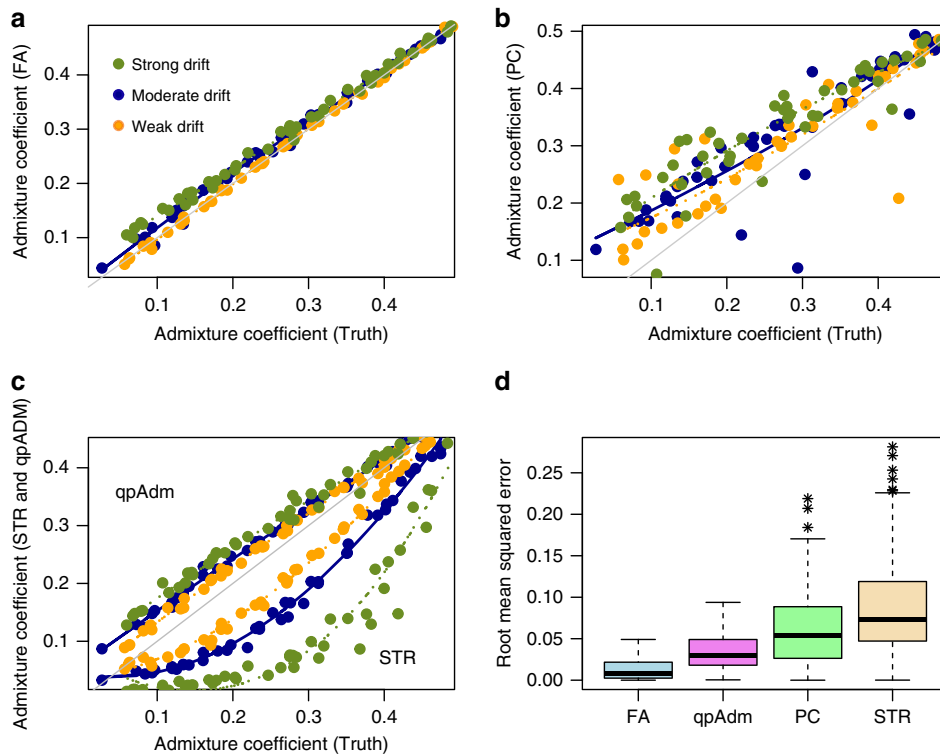 a
Admixture coefficient (FA)
0.4
0.3
0.2
0.1
Strong drift
Moderate drift
Weak drift
0.1 0.2 0.3 0.4
Admixture coefficient (Truth)
b
Admixture coefficient (PC)
0.5
0.4
0.3
0.2
0.1
0.1 0.2 0.3 0.4
Admixture coefficient (Truth)
c
Admixture coefficient (STR and qpADM)
0.4
0.3
0.2
0.1
qpAdm
STR
0.1 0.2 0.3 0.4
Admixture coefficient (Truth)
d
Root mean squared error
0.25
0.20
0.15
0.10
0.05
0.00
FA qpAdm PC STR